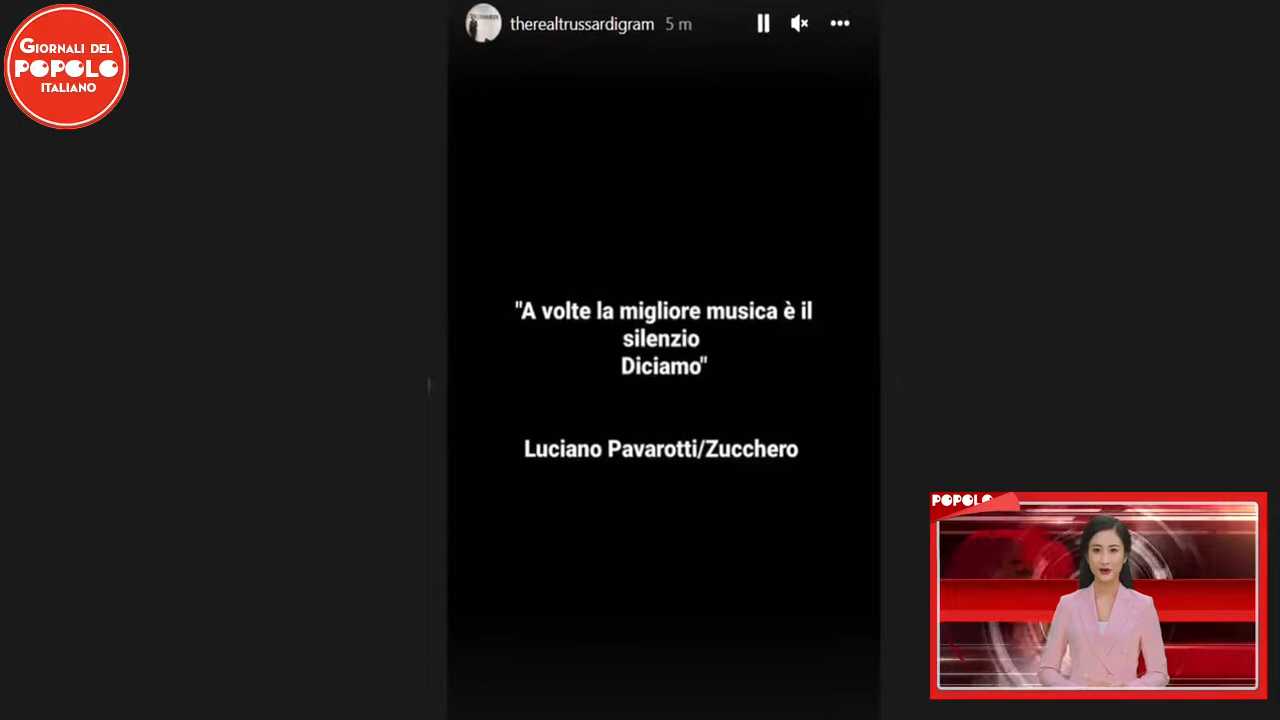 GIORNALI DEL
POPOLO
ITALIANO
therealtrussardigram 5 m
"A volte la migliore musica è il
silenzio
Diciamo"
Luciano Pavarotti/Zucchero
POPOLO